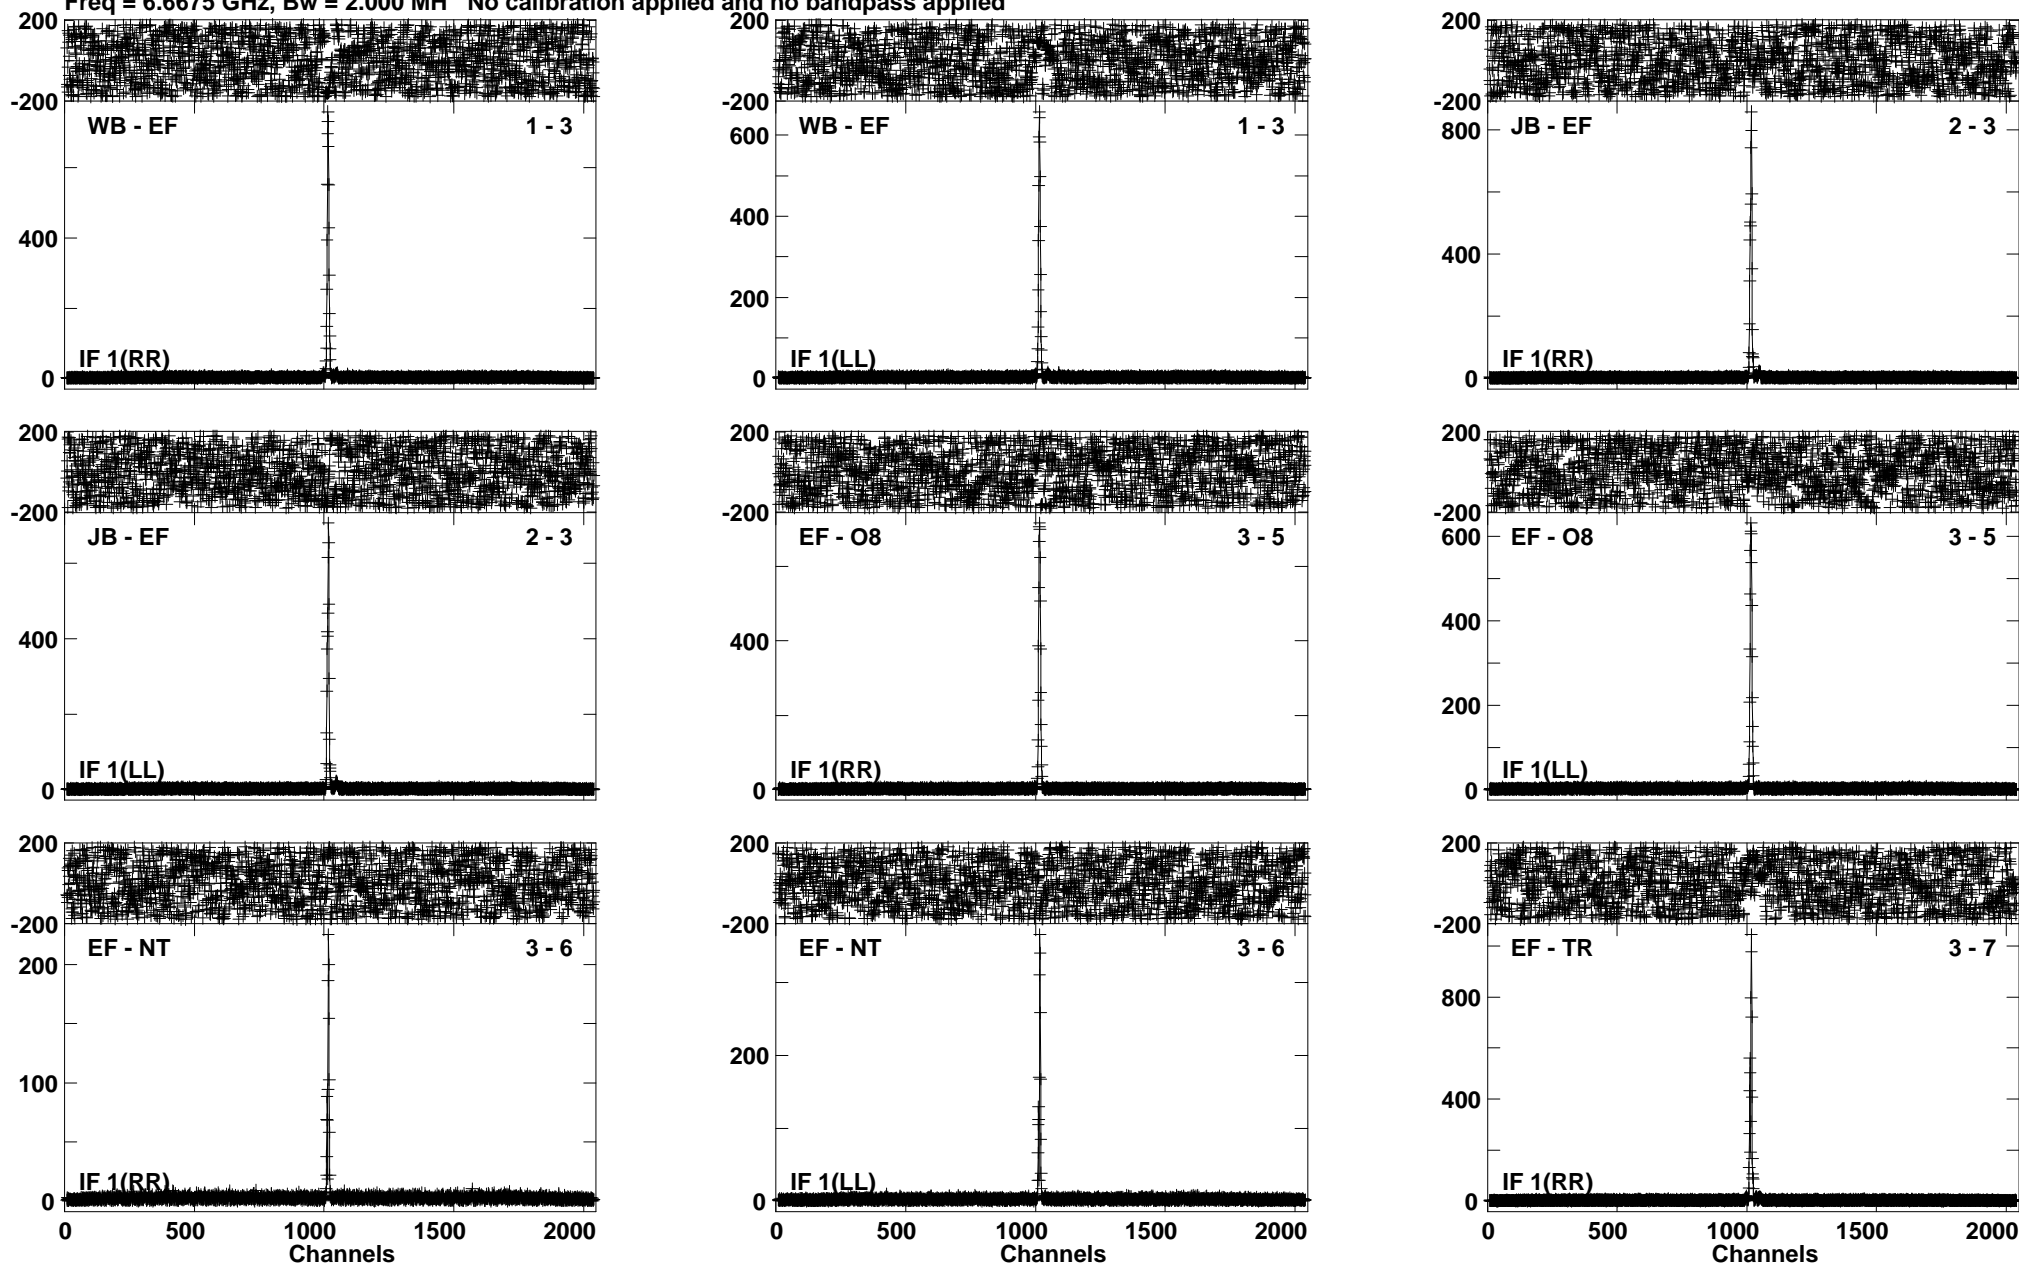 Freq = 6.6675 GHz, Bw = 2.000 MH No calibration applied and no bandpass applied
200
-200
WB - EF 1 - 3
400
IF 1(RR)
0
200
-200
WB - EF 1 - 3
600
400
200
IF 1(LL)
0
200
-200
JB - EF 2 - 3
800
400
IF 1(RR)
0
200
-200
JB - EF 2 - 3
400
IF 1(LL)
0
200
-200
EF - O8 3 - 5
400
IF 1(RR)
0
200
-200
EF - O8 3 - 5
600
400
200
IF 1(LL)
0
200
-200
EF - NT 3 - 6
200
100
IF 1(RR)
0
0 500 1000 1500 2000
Channels
200
-200
EF - NT 3 - 6
200
IF 1(LL)
0
0 500 1000 1500 2000
Channels
200
-200
EF - TR 3 - 7
800
400
IF 1(RR)
0
0 500 1000 1500 2000
Channels